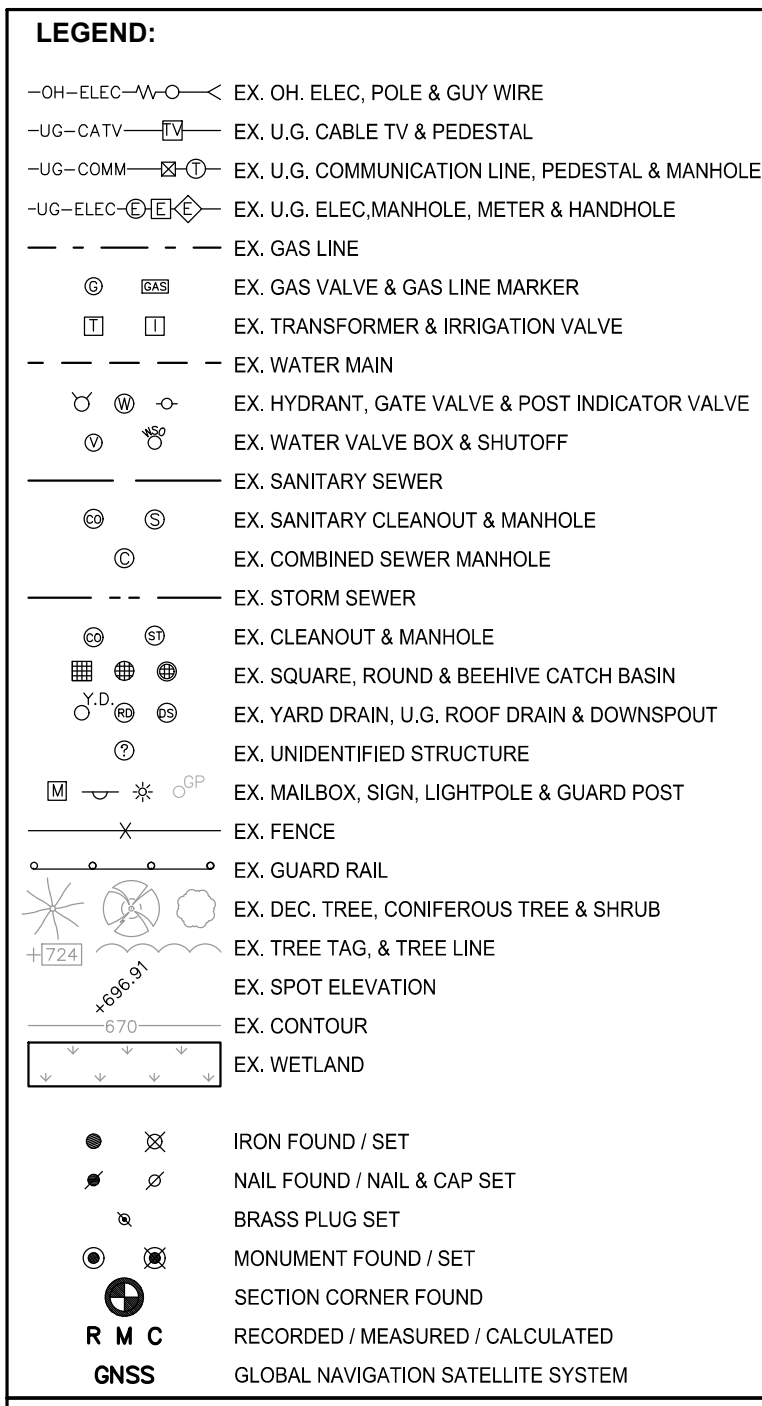 LEGEND:
-OH-ELEC- EX. OH. ELEC, POLE & GUY WIRE
-UG-CATV- TV EX. U.G. CABLE TV & PEDESTAL
-UG-COMM- T EX. U.G. COMMUNICATION LINE, PEDESTAL & MANHOLE
-UG-ELEC- E E E EX. U.G. ELEC,MANHOLE, METER & HANDHOLE
EX. GAS LINE
G GAS EX. GAS VALVE & GAS LINE MARKER
T I EX. TRANSFORMER & IRRIGATION VALVE
EX. WATER MAIN
W EX. HYDRANT, GATE VALVE & POST INDICATOR VALVE
V WSO EX. WATER VALVE BOX & SHUTOFF
EX. SANITARY SEWER
CO S EX. SANITARY CLEANOUT & MANHOLE
C EX. COMBINED SEWER MANHOLE
EX. STORM SEWER
CO ST EX. CLEANOUT & MANHOLE
EX. SQUARE, ROUND & BEEHIVE CATCH BASIN
Y.D. RD DS EX. YARD DRAIN, U.G. ROOF DRAIN & DOWNSPOUT
? EX. UNIDENTIFIED STRUCTURE
M GP EX. MAILBOX, SIGN, LIGHTPOLE & GUARD POST
EX. FENCE
EX. GUARD RAIL
EX. DEC. TREE, CONIFEROUS TREE & SHRUB
+724 EX. TREE TAG, & TREE LINE
+696.91 EX. SPOT ELEVATION
670 EX. CONTOUR
EX. WETLAND
IRON FOUND / SET
NAIL FOUND / NAIL & CAP SET
BRASS PLUG SET
MONUMENT FOUND / SET
SECTION CORNER FOUND
R M C RECORDED / MEASURED / CALCULATED
GNSS GLOBAL NAVIGATION SATELLITE SYSTEM